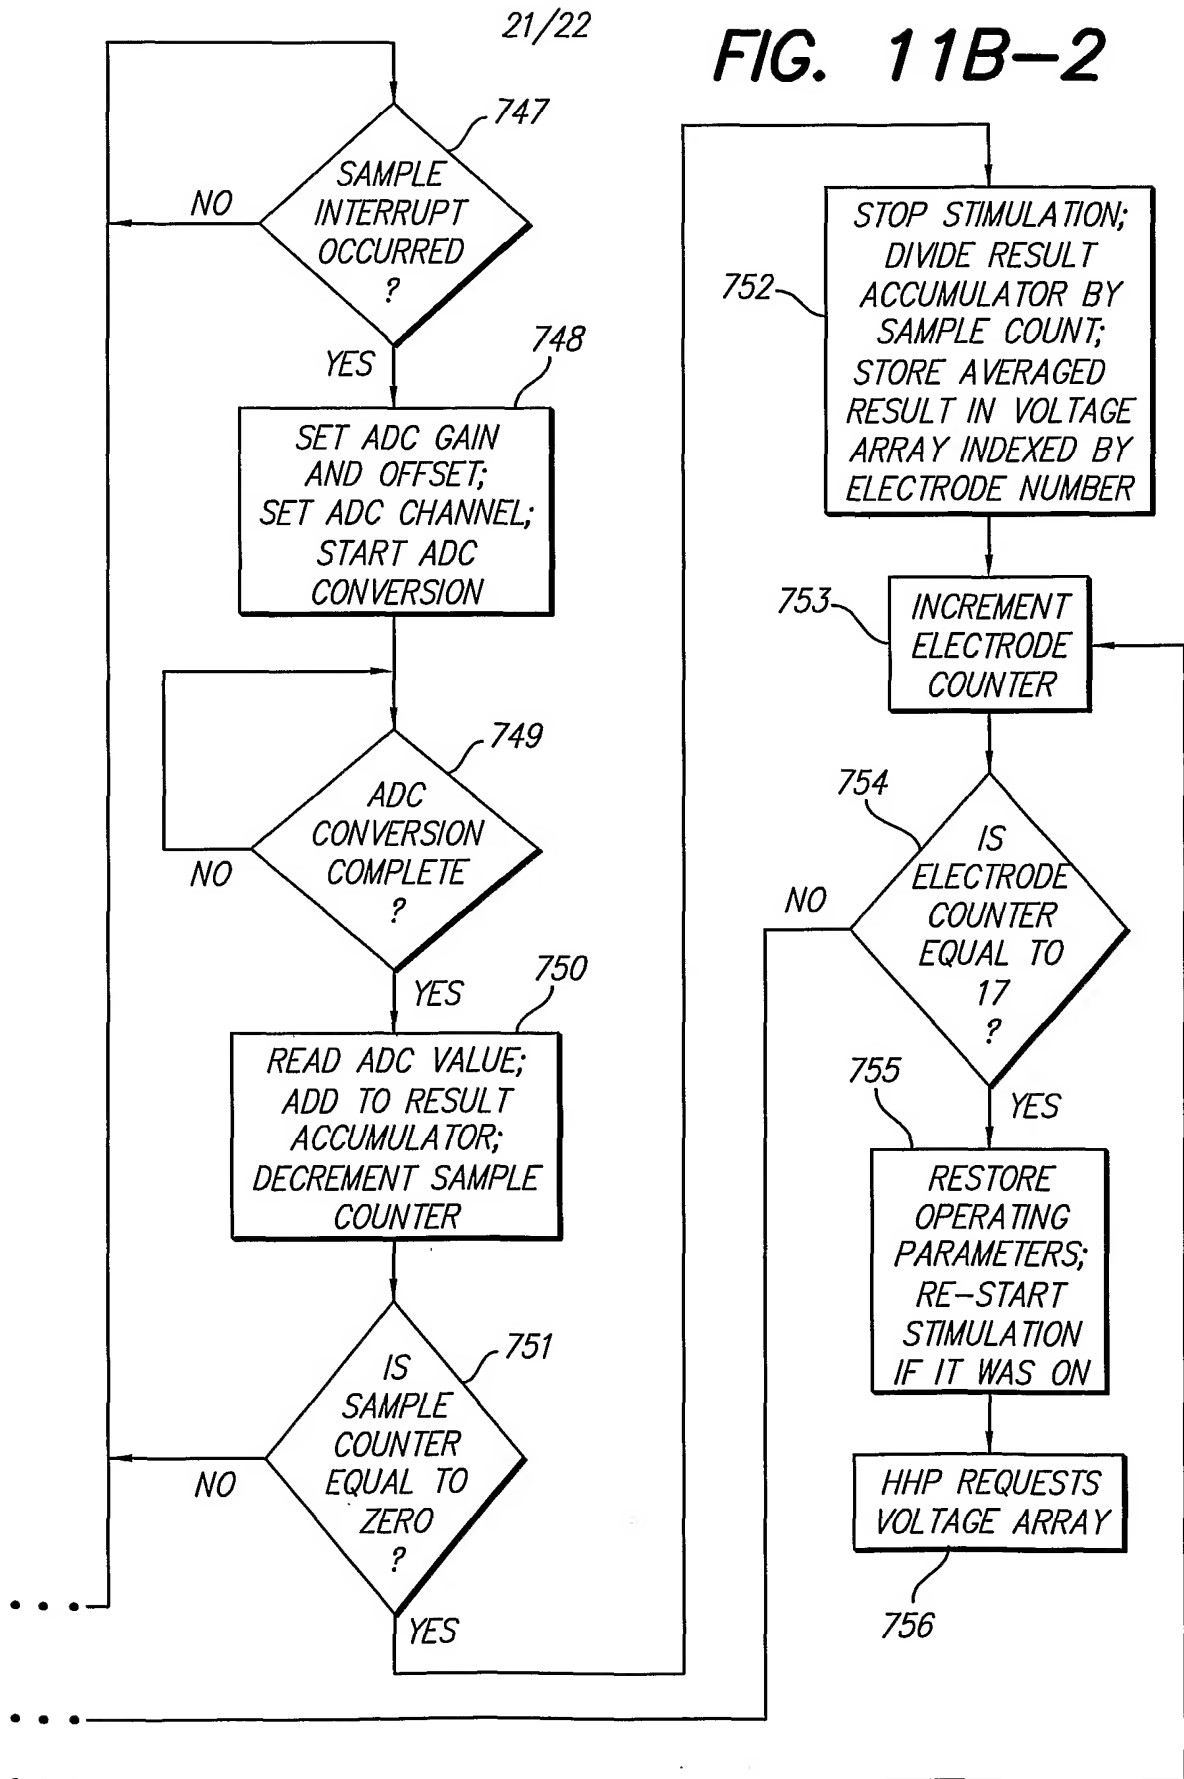 21/22
FIG. 11B-2
747
SAMPLE
INTERRUPT
OCCURRED
?
NO
YES
748
SET ADC GAIN
AND OFFSET;
SET ADC CHANNEL;
START ADC
CONVERSION
749
ADC
CONVERSION
COMPLETE
?
NO
YES
750
READ ADC VALUE;
ADD TO RESULT
ACCUMULATOR;
DECREMENT SAMPLE
COUNTER
751
IS
SAMPLE
COUNTER
EQUAL TO
ZERO
?
NO
YES
752
STOP STIMULATION;
DIVIDE RESULT
ACCUMULATOR BY
SAMPLE COUNT;
STORE AVERAGED
RESULT IN VOLTAGE
ARRAY INDEXED BY
ELECTRODE NUMBER
753
INCREMENT
ELECTRODE
COUNTER
754
IS
ELECTRODE
COUNTER
EQUAL TO
17
?
NO
YES
755
RESTORE
OPERATING
PARAMETERS;
RE-START
STIMULATION
IF IT WAS ON
HHP REQUESTS
VOLTAGE ARRAY
756